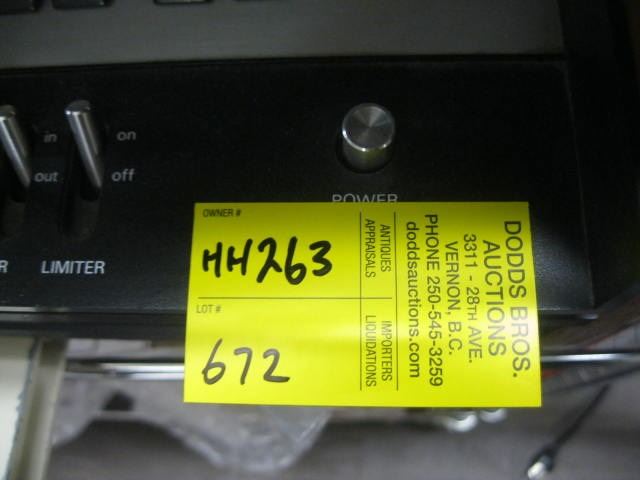 in
on
out
off
POWER
R
LIMITER
OWNER #
HH263
LOT #
672
ANTIQUES
APPRAISALS
IMPORTERS
LIQUIDATIONS
DODDS BROS.
AUCTIONS
3311 - 28TH AVE.
VERNON, B.C.
PHONE 250-545-3259
doddsauctions.com